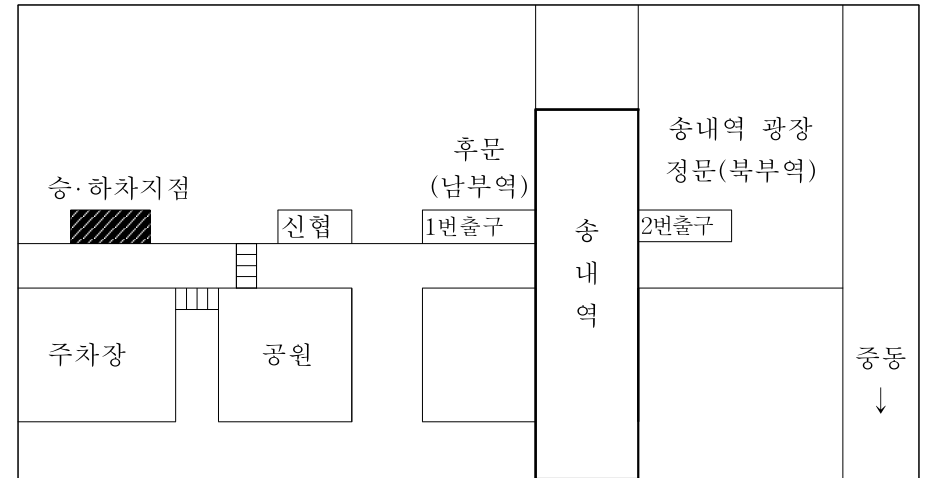 송내역 광장
정문(북부역)
후문
(남부역)
승·하차지점
신협
1번출구
2번출구
송
내
역
주차장
공원
중동
↓